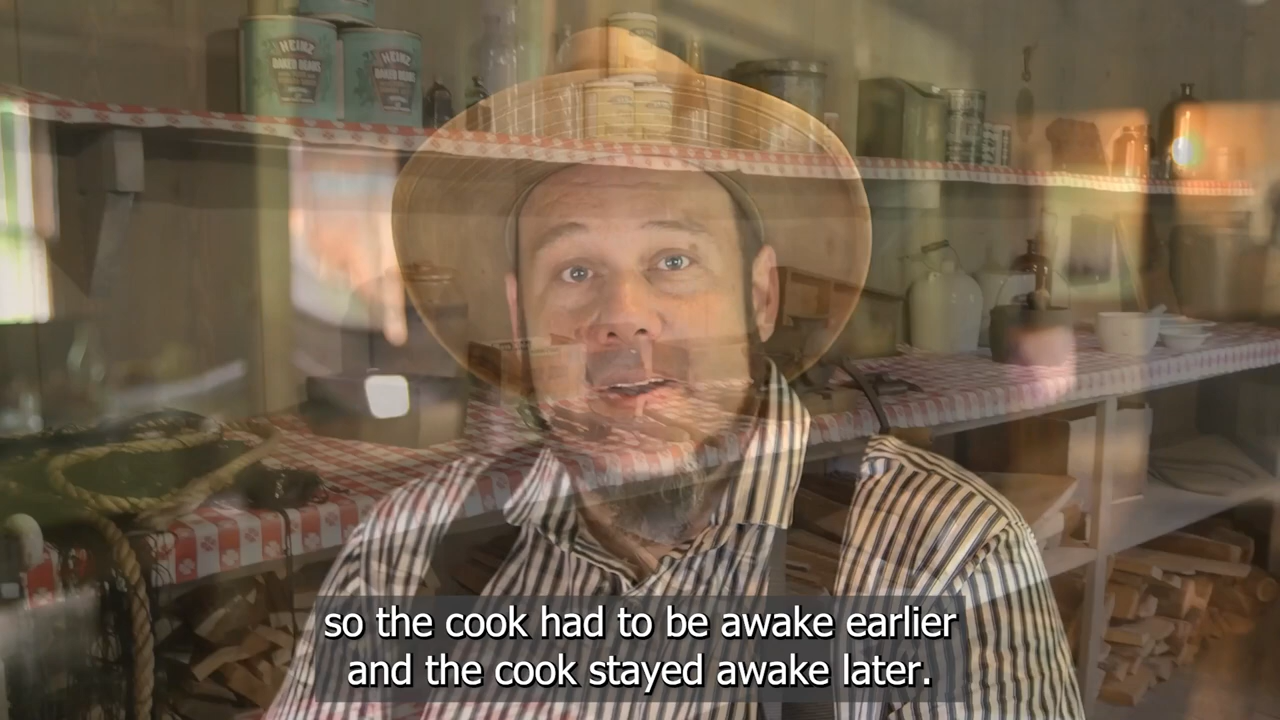 HEINZ
BAKED BEANS
HEINZ
BAKED BEANS
so the cook had to be awake earlier
and the cook stayed awake later.